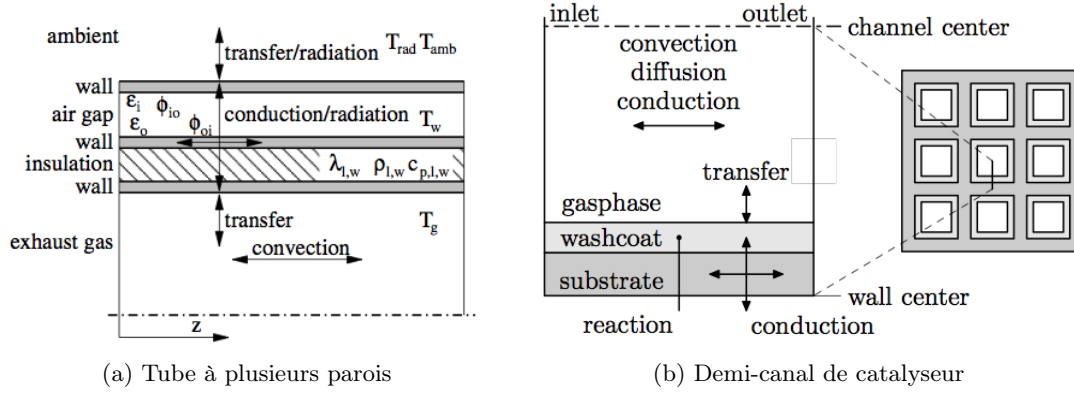 ambient
transfer/radiation
T_rad T_amb
wall
air gap
ε_i
ϕ_io
ε_o
ϕ_oi
conduction/radiation
T_w
wall
insulation
λ_l,w ρ_l,w c_p,l,w
wall
transfer
T_g
exhaust gas
convection
z
(a) Tube à plusieurs parois
inlet
outlet
channel center
convection
diffusion
conduction
transfer
gasphase
washcoat
substrate
wall center
reaction
conduction
(b) Demi-canal de catalyseur